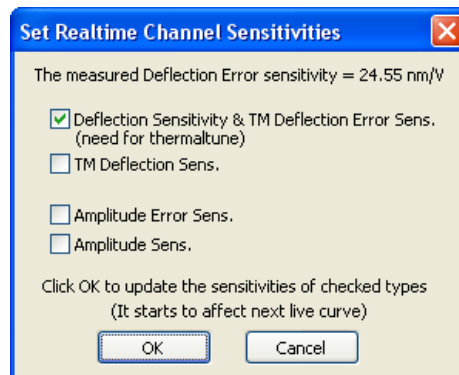 Set Realtime Channel Sensitivities
The measured Deflection Error sensitivity = 24.55 nm/V
Deflection Sensitivity & TM Deflection Error Sens.
(need for thermaltune)
TM Deflection Sens.
Amplitude Error Sens.
Amplitude Sens.
Click OK to update the sensitivities of checked types
(It starts to affect next live curve)
OK
Cancel